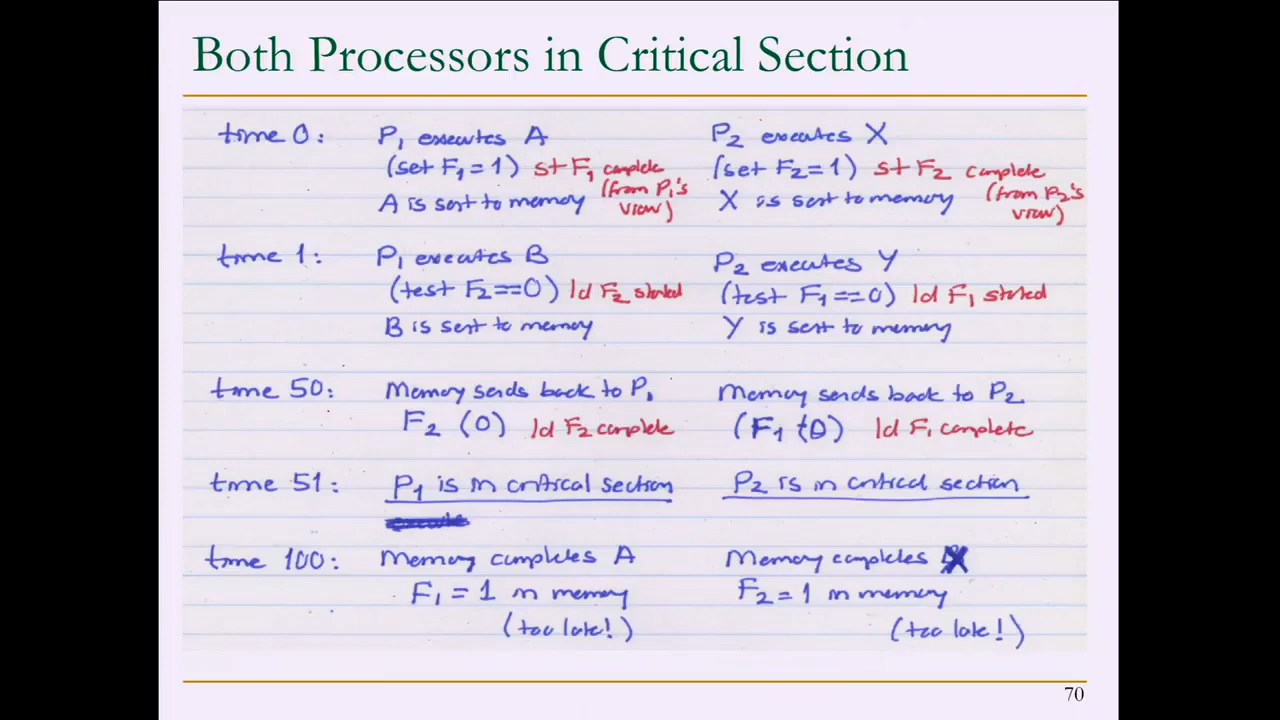 Both Processors in Critical Section
time 0: P1 executes A P2 executes X
(set F1 = 1) st F1 complete (set F2 = 1) st F2 complete
(from P1's (from P2's
A is sent to memory view) X is sent to memory view)
time 1: P1 executes B P2 executes Y
(test F2 == 0) ld F2 started (test F1 == 0) ld F1 started
B is sent to memory Y is sent to memory
time 50: Memory sends back to P1 Memory sends back to P2
F2 (0) ld F2 complete (F1 (0) ld F1 complete
time 51: P1 is in critical section P2 is in critical section
time 100: Memory completes A Memory completes X
F1 = 1 in memory F2 = 1 in memory
(too late!) (too late!)
70